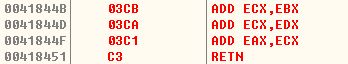 0041844B 03CB ADD ECX,EBX
0041844D 03CA ADD ECX,EDX
0041844F 03C1 ADD EAX,ECX
00418451 C3 RETN